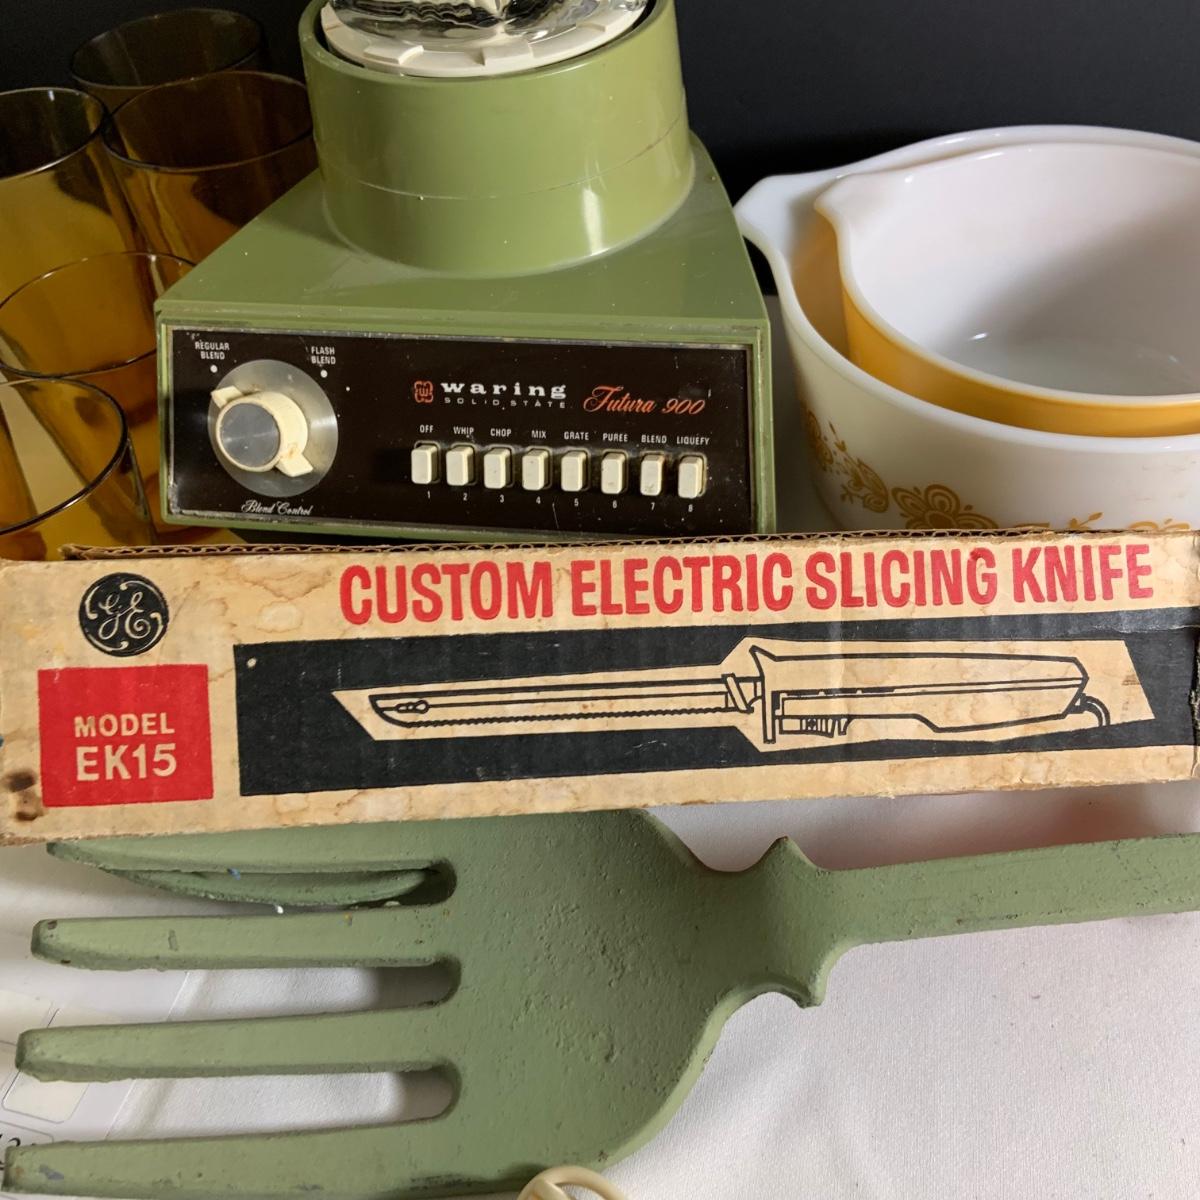 REGULAR
BLEND
FLASH
BLEND
waring
SOLID STATE
Futura 900
OFF WHIP CHOP MIX GRATE PUREE BLEND LIQUEFY
1 2 3 4 5 6 7 8
Blend Control
GE
CUSTOM ELECTRIC SLICING KNIFE
MODEL
EK15